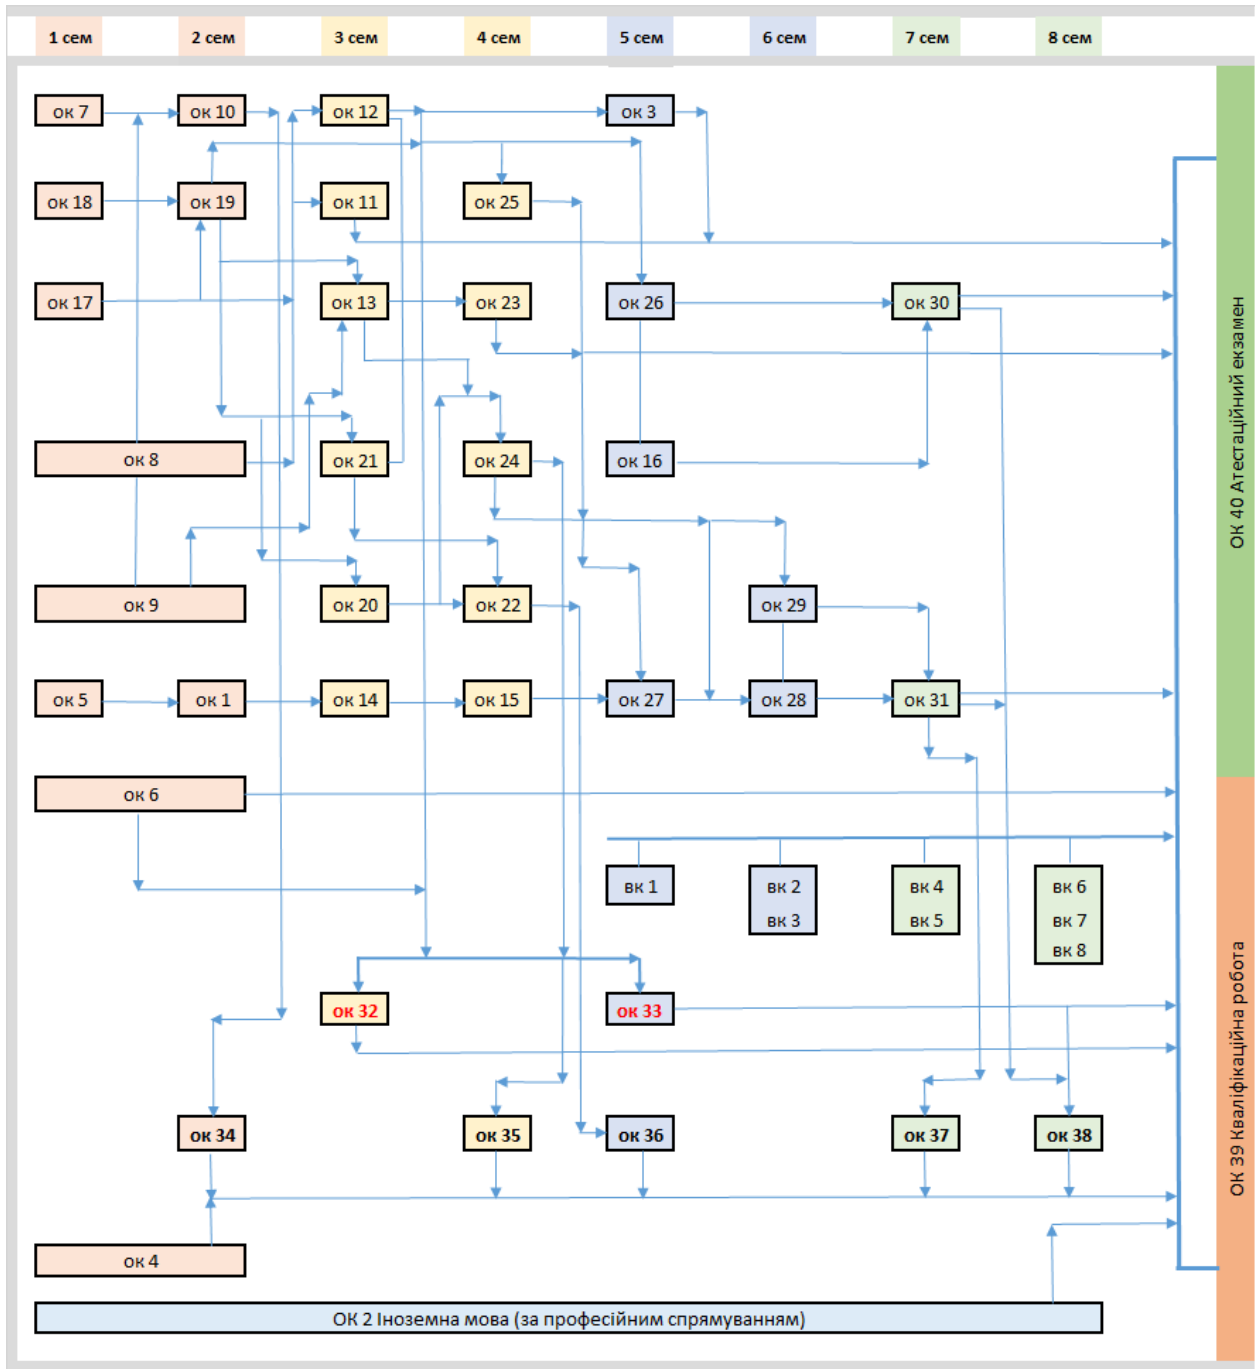 1 сем
2 сем
3 сем
4 сем
5 сем
6 сем
7 сем
8 сем
ок 7
ок 10
ок 12
ок 3
ок 18
ок 19
ок 11
ок 25
ок 17
ок 13
ок 23
ок 26
ок 30
ок 8
ок 21
ок 24
ок 16
ок 9
ок 20
ок 22
ок 29
ок 5
ок 1
ок 14
ок 15
ок 27
ок 28
ок 31
ок 6
вк 1
вк 2
вк 3
вк 4
вк 5
вк 6
вк 7
вк 8
ок 32
ок 33
ок 34
ок 35
ок 36
ок 37
ок 38
ок 4
ОК 2 Іноземна мова (за професійним спрямуванням)
ОК 40 Атестаційний екзамен
ОК 39 Кваліфікаційна робота